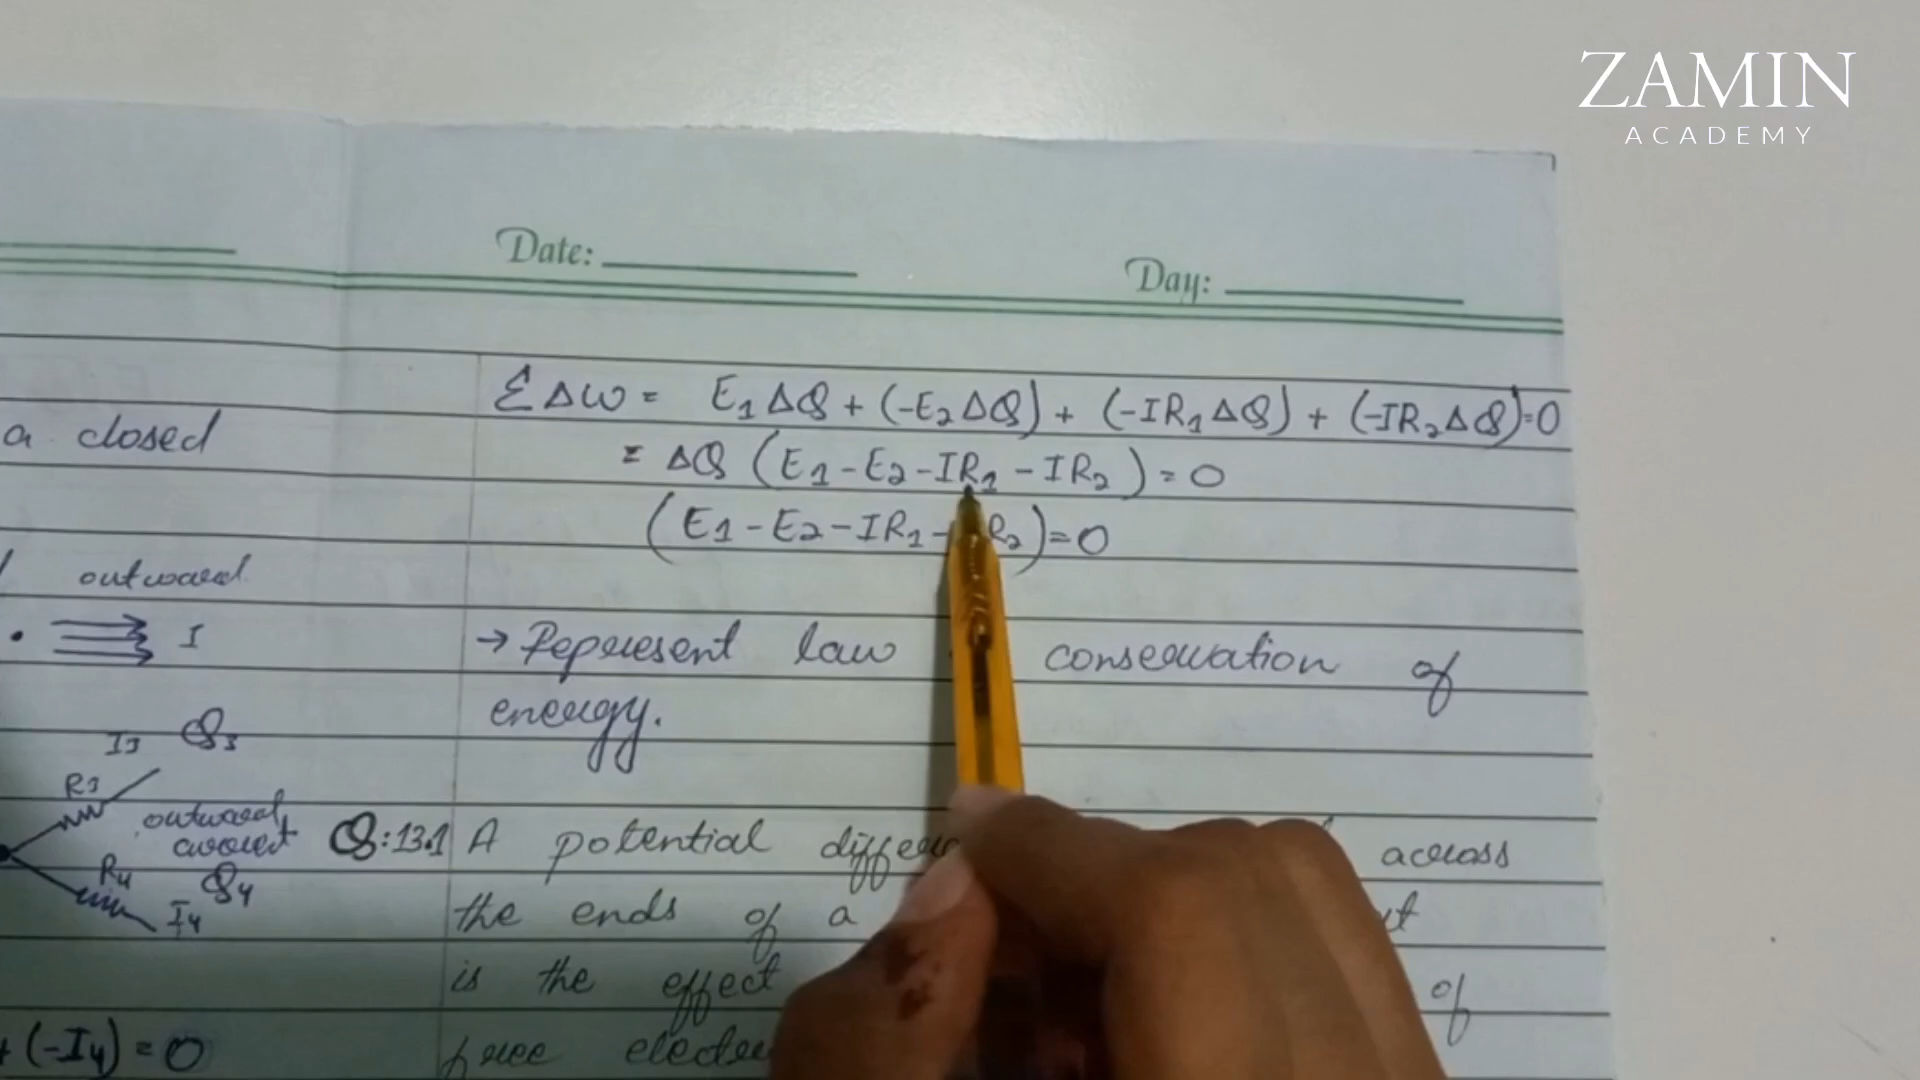 ZAMIN
ACADEMY
Date:
Day:
a closed
outward
I
I3 Q3
R3
outward
current
R4
Q4
I4
+ (-I4) = 0
ΣΔW = E1ΔQ + (-E2ΔQ) + (-IR1ΔQ) + (-IR2ΔQ)=0
= ΔQ (E1-E2-IR1-IR2) = 0
(E1-E2-IR1- R2)=0
→ Represent law conservation of
energy.
Q:13.1 A potential across
the ends of a
is the effect of
free